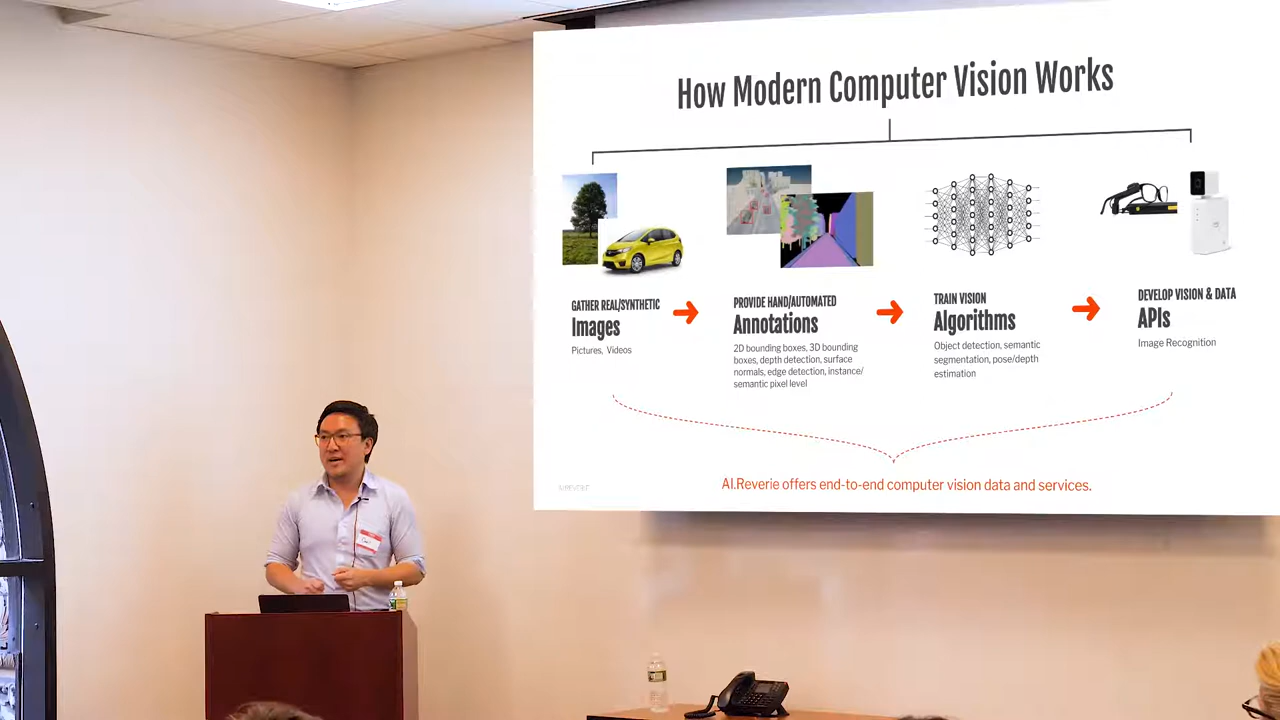 How Modern Computer Vision Works
GATHER REAL/SYNTHETIC
Images
Pictures, Videos
PROVIDE HAND/AUTOMATED
Annotations
2D bounding boxes, 3D bounding
boxes, depth detection, surface
normals, edge detection, instance/
semantic pixel level
TRAIN VISION
Algorithms
Object detection, semantic
segmentation, pose/depth
estimation
DEVELOP VISION & DATA
APIs
Image Recognition
AI.REVERIE
AI.Reverie offers end-to-end computer vision data and services.